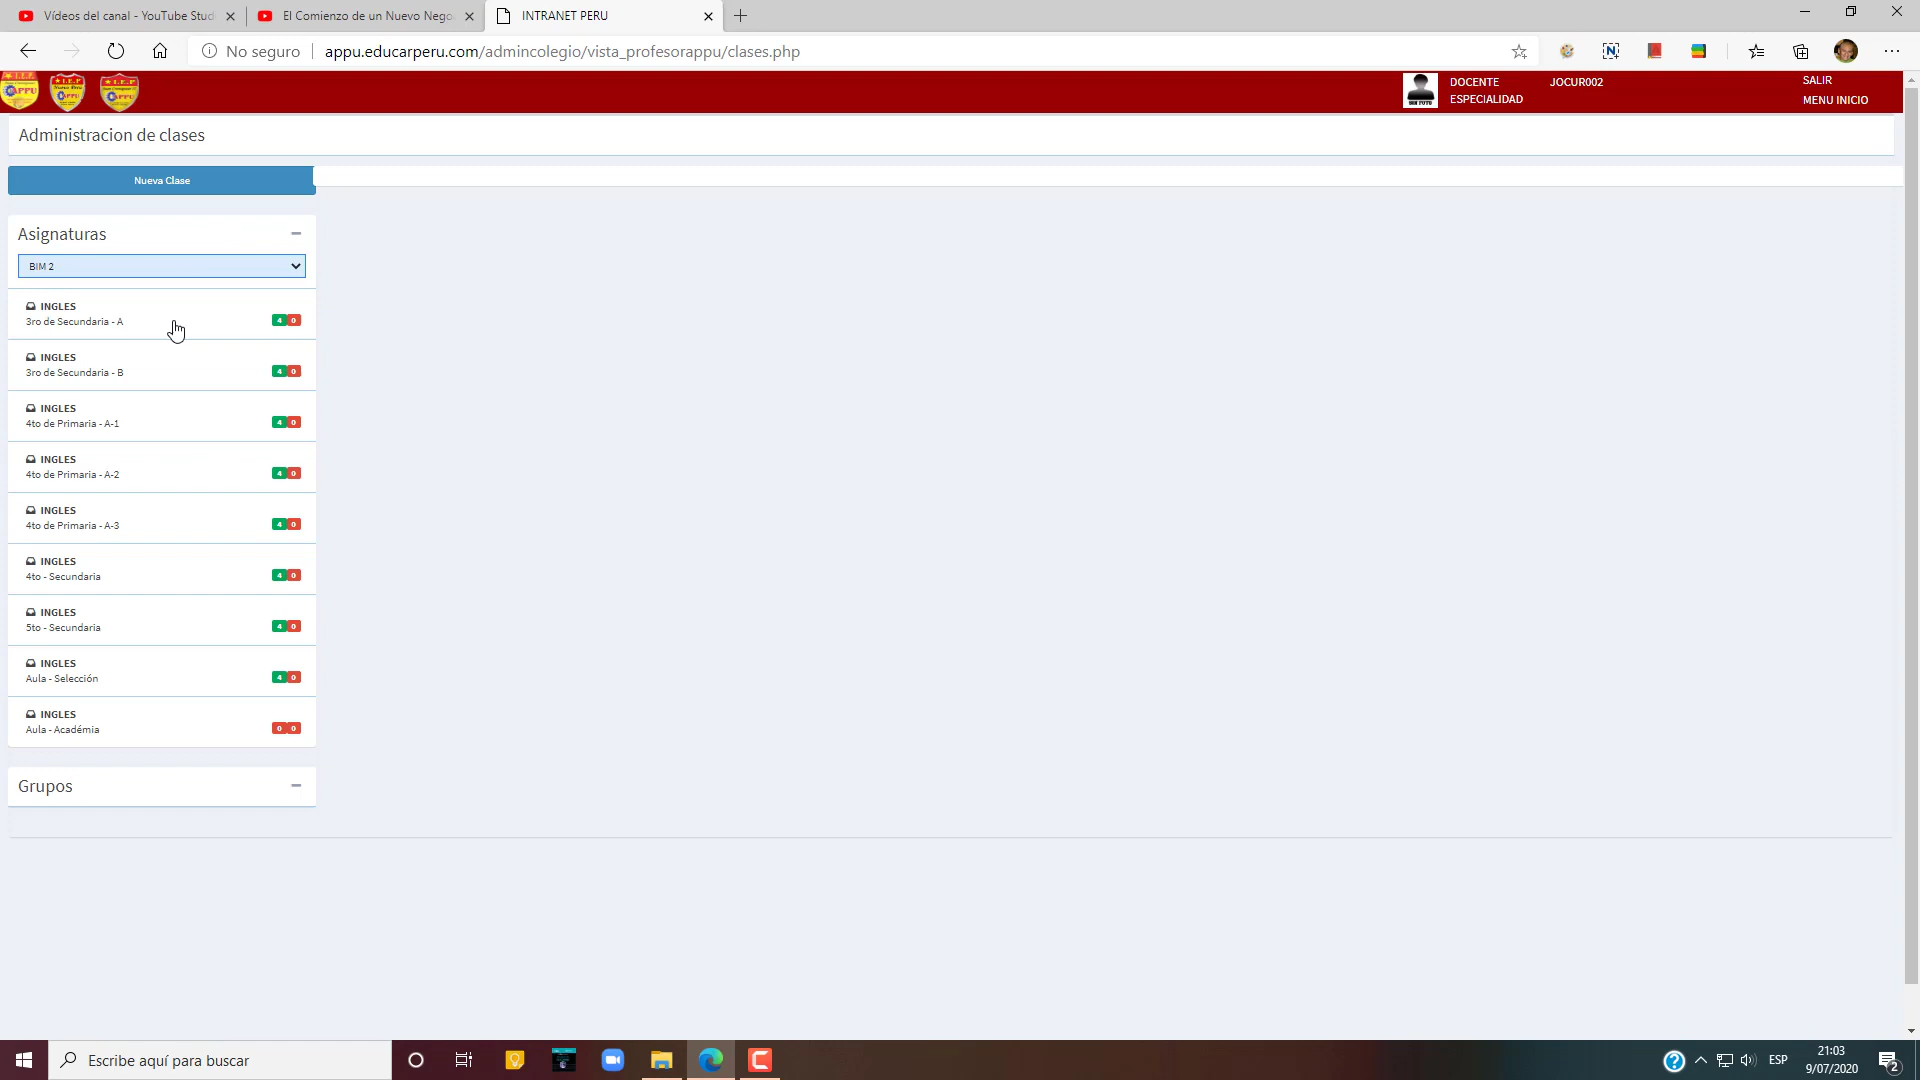 Vídeos del canal - YouTube Stud
El Comienzo de un Nuevo Nego
INTRANET PERU
No seguro
appu.educarperu.com/admincolegio/vista_profesorappu/clases.php
DOCENTE
JOCUR002
ESPECIALIDAD
SALIR
MENU INICIO
Administracion de clases
Nueva Clase
Asignaturas
BIM 2
INGLES
3ro de Secundaria - A
4 0
INGLES
3ro de Secundaria - B
4 0
INGLES
4to de Primaria - A-1
4 0
INGLES
4to de Primaria - A-2
4 0
INGLES
4to de Primaria - A-3
4 0
INGLES
4to - Secundaria
4 0
INGLES
5to - Secundaria
4 0
INGLES
Aula - Selección
4 0
INGLES
Aula - Académia
0 0
Grupos
Escribe aquí para buscar
ESP
21:03
9/07/2020
2